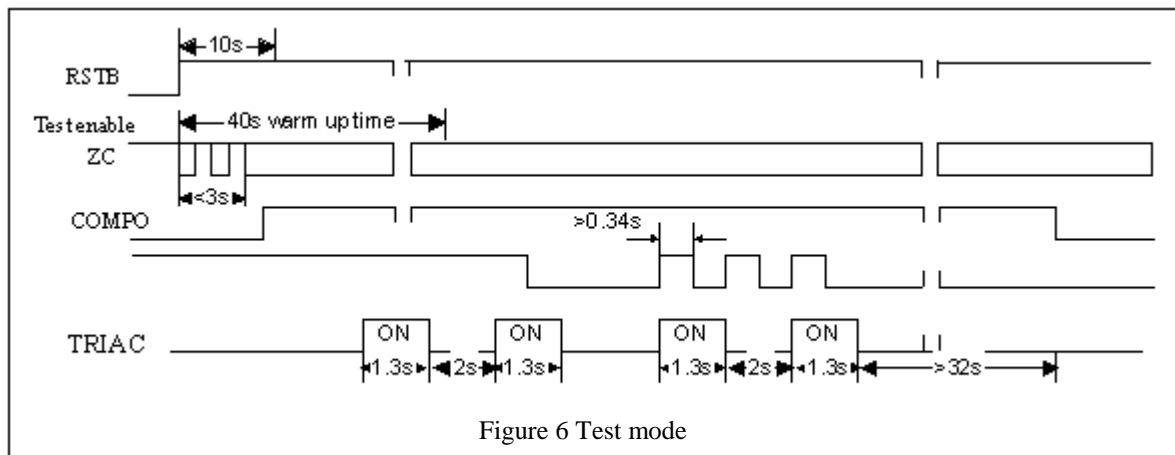 10s
RSTB
Testenable
40s warm uptime
ZC
<3s
COMPO
>0.34s
TRIAC
ON ON ON ON
1.3s 2s 1.3s 1.3s 2s 1.3s >32s
Figure 6 Test mode